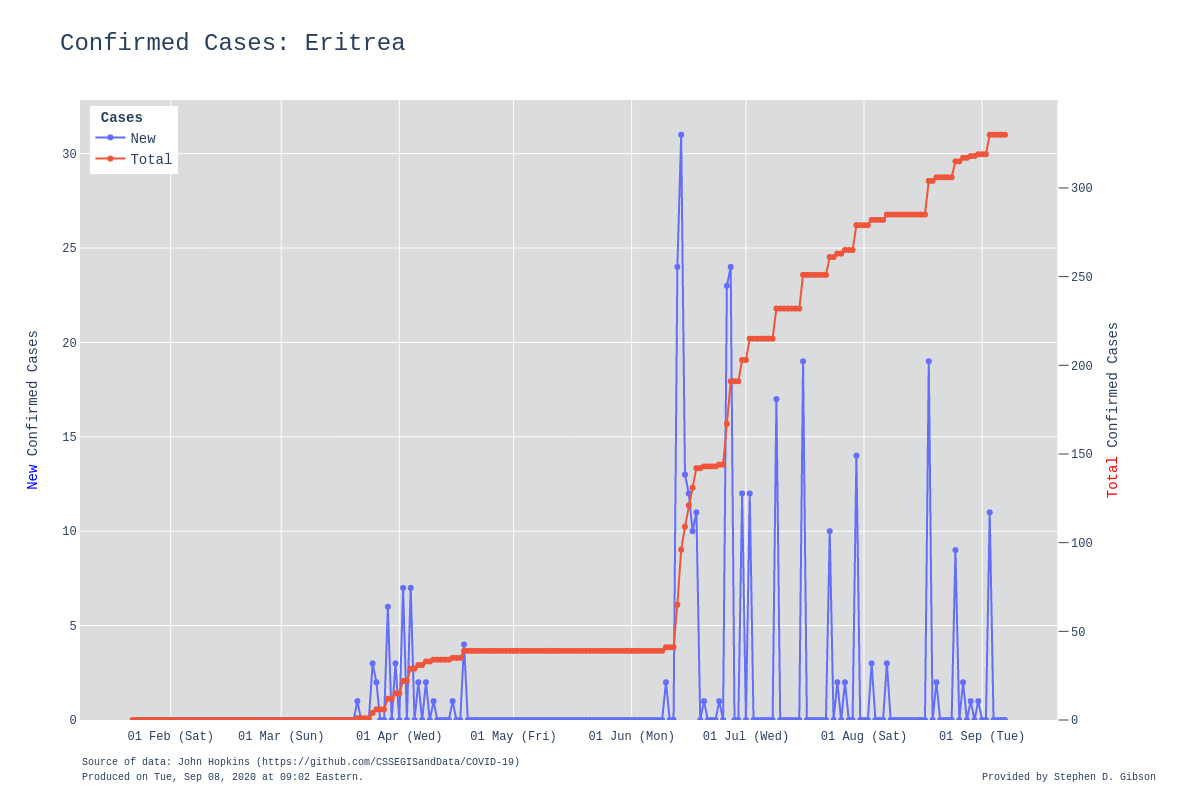 Confirmed Cases: Eritrea
Cases
New
Total
30
25
20
15
10
5
0
300
250
200
150
100
50
0
New Confirmed Cases
Total Confirmed Cases
01 Feb (Sat) 01 Mar (Sun) 01 Apr (Wed) 01 May (Fri) 01 Jun (Mon) 01 Jul (Wed) 01 Aug (Sat) 01 Sep (Tue)
Source of data: John Hopkins (https://github.com/CSSEGISandData/COVID-19)
Produced on Tue, Sep 08, 2020 at 09:02 Eastern.
Provided by Stephen D. Gibson